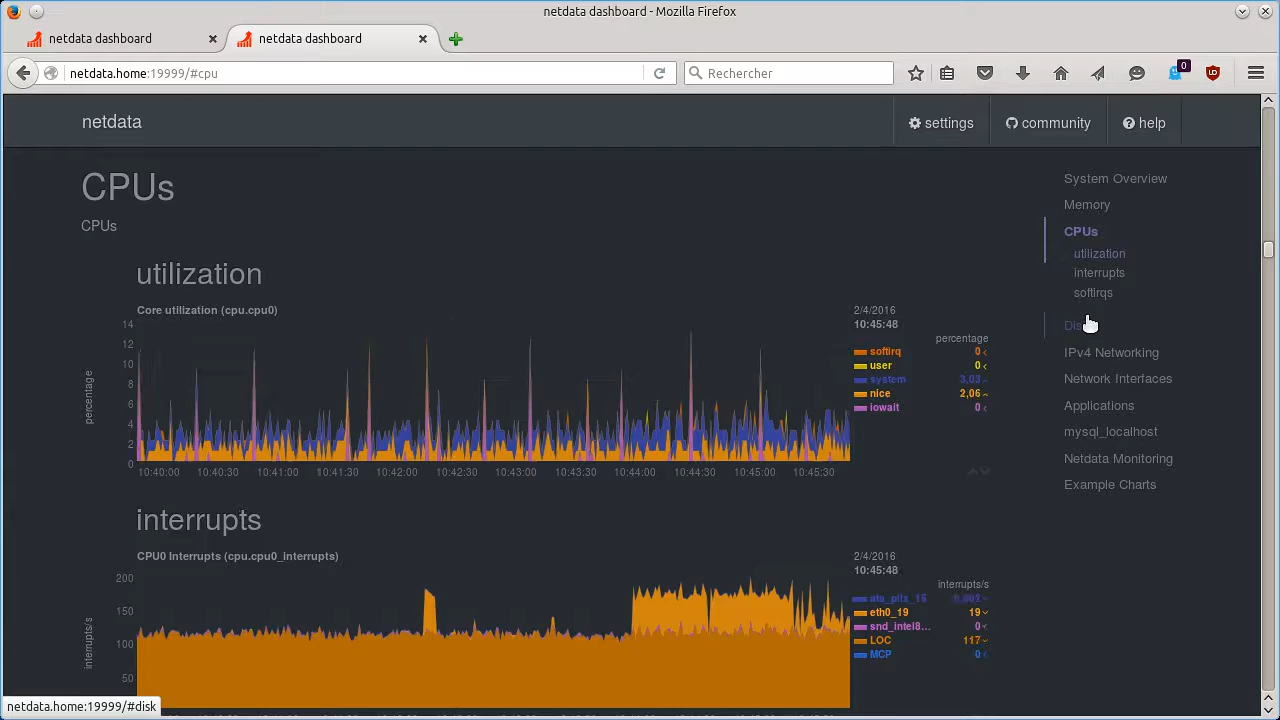 netdata dashboard - Mozilla Firefox
netdata dashboard
netdata dashboard
netdata.home:19999/#cpu
Rechercher
0
netdata
settings
community
help
CPUs
CPUs
utilization
Core utilization (cpu.cpu0)
2/4/2016
10:45:48
percentage
softirq 0
user 0
system 3,03
nice 2,06
iowait 0
percentage
14
12
10
8
6
4
2
0
10:40:00 10:40:30 10:41:00 10:41:30 10:42:00 10:42:30 10:43:00 10:43:30 10:44:00 10:44:30 10:45:00 10:45:30
interrupts
CPU0 Interrupts (cpu.cpu0_interrupts)
2/4/2016
10:45:48
interrupts/s
eth0_19 19
snd_intel8... 0
LOC 117
MCP 0
interrupts/s
200
150
100
50
System Overview
Memory
CPUs
utilization
interrupts
softirqs
IPv4 Networking
Network Interfaces
Applications
mysql_localhost
Netdata Monitoring
Example Charts
netdata.home:19999/#disk